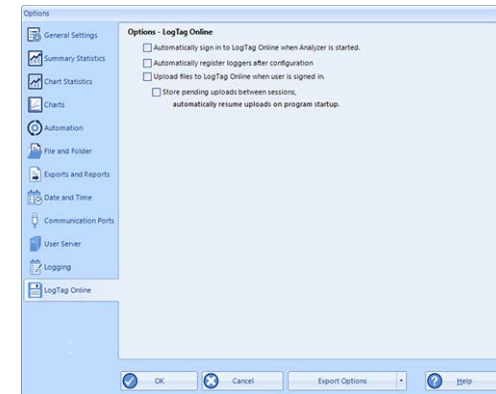 Options
General Settings
Summary Statistics
Chart Statistics
Charts
Automation
File and Folder
Exports and Reports
Date and Time
Communication Ports
User Server
Logging
LogTag Online
Options - LogTag Online
Automatically sign in to LogTag Online when Analyzer is started.
Automatically register loggers after configuration
Upload files to LogTag Online when user is signed in.
Store pending uploads between sessions,
automatically resume uploads on program startup.
OK
Cancel
Export Options
Help